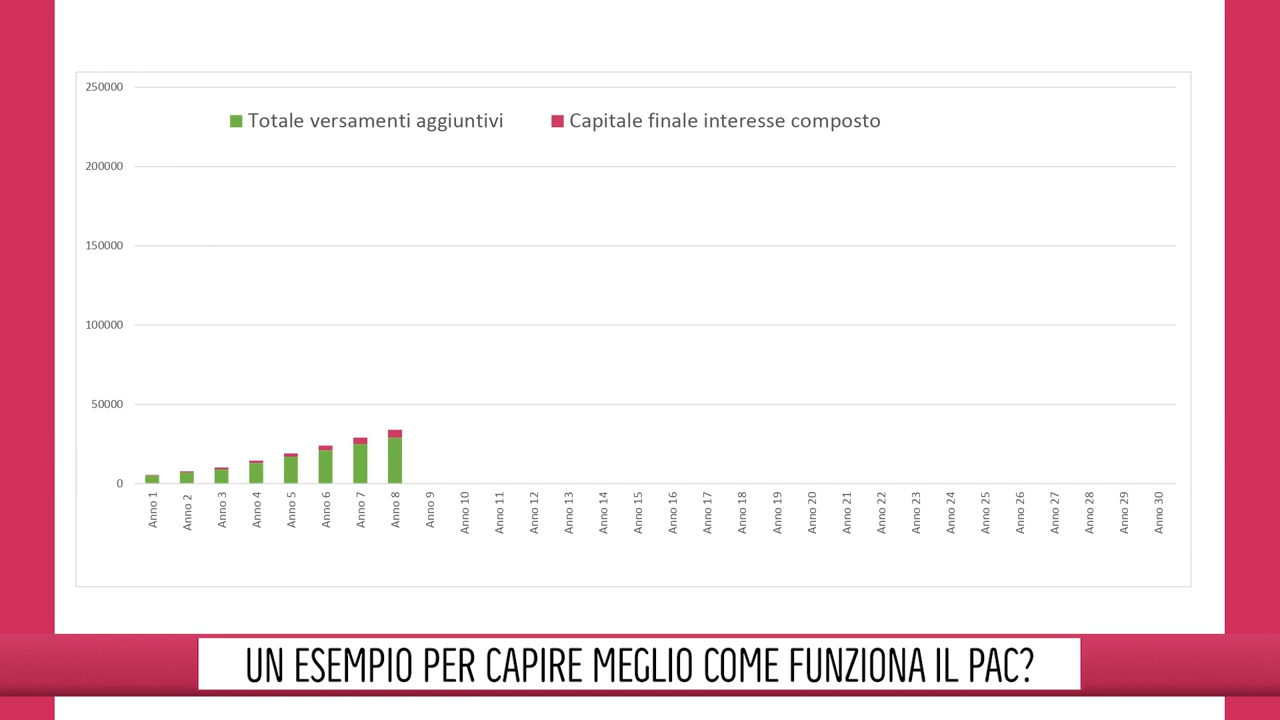 250000
Totale versamenti aggiuntivi Capitale finale interesse composto
200000
150000
100000
50000
0
Anno 1 Anno 2 Anno 3 Anno 4 Anno 5 Anno 6 Anno 7 Anno 8 Anno 9 Anno 10 Anno 11 Anno 12 Anno 13 Anno 14 Anno 15 Anno 16 Anno 17 Anno 18 Anno 19 Anno 20 Anno 21 Anno 22 Anno 23 Anno 24 Anno 25 Anno 26 Anno 27 Anno 28 Anno 29 Anno 30
UN ESEMPIO PER CAPIRE MEGLIO COME FUNZIONA IL PAC?